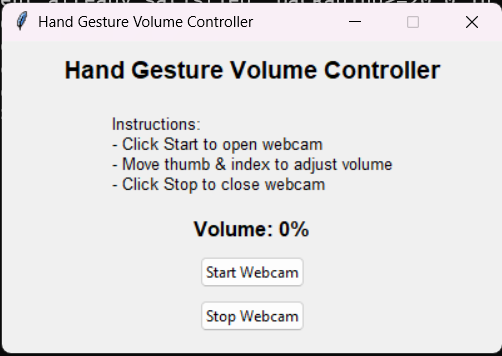 Hand Gesture Volume Controller
Hand Gesture Volume Controller
Instructions:
- Click Start to open webcam
- Move thumb & index to adjust volume
- Click Stop to close webcam
Volume: 0%
Start Webcam
Stop Webcam